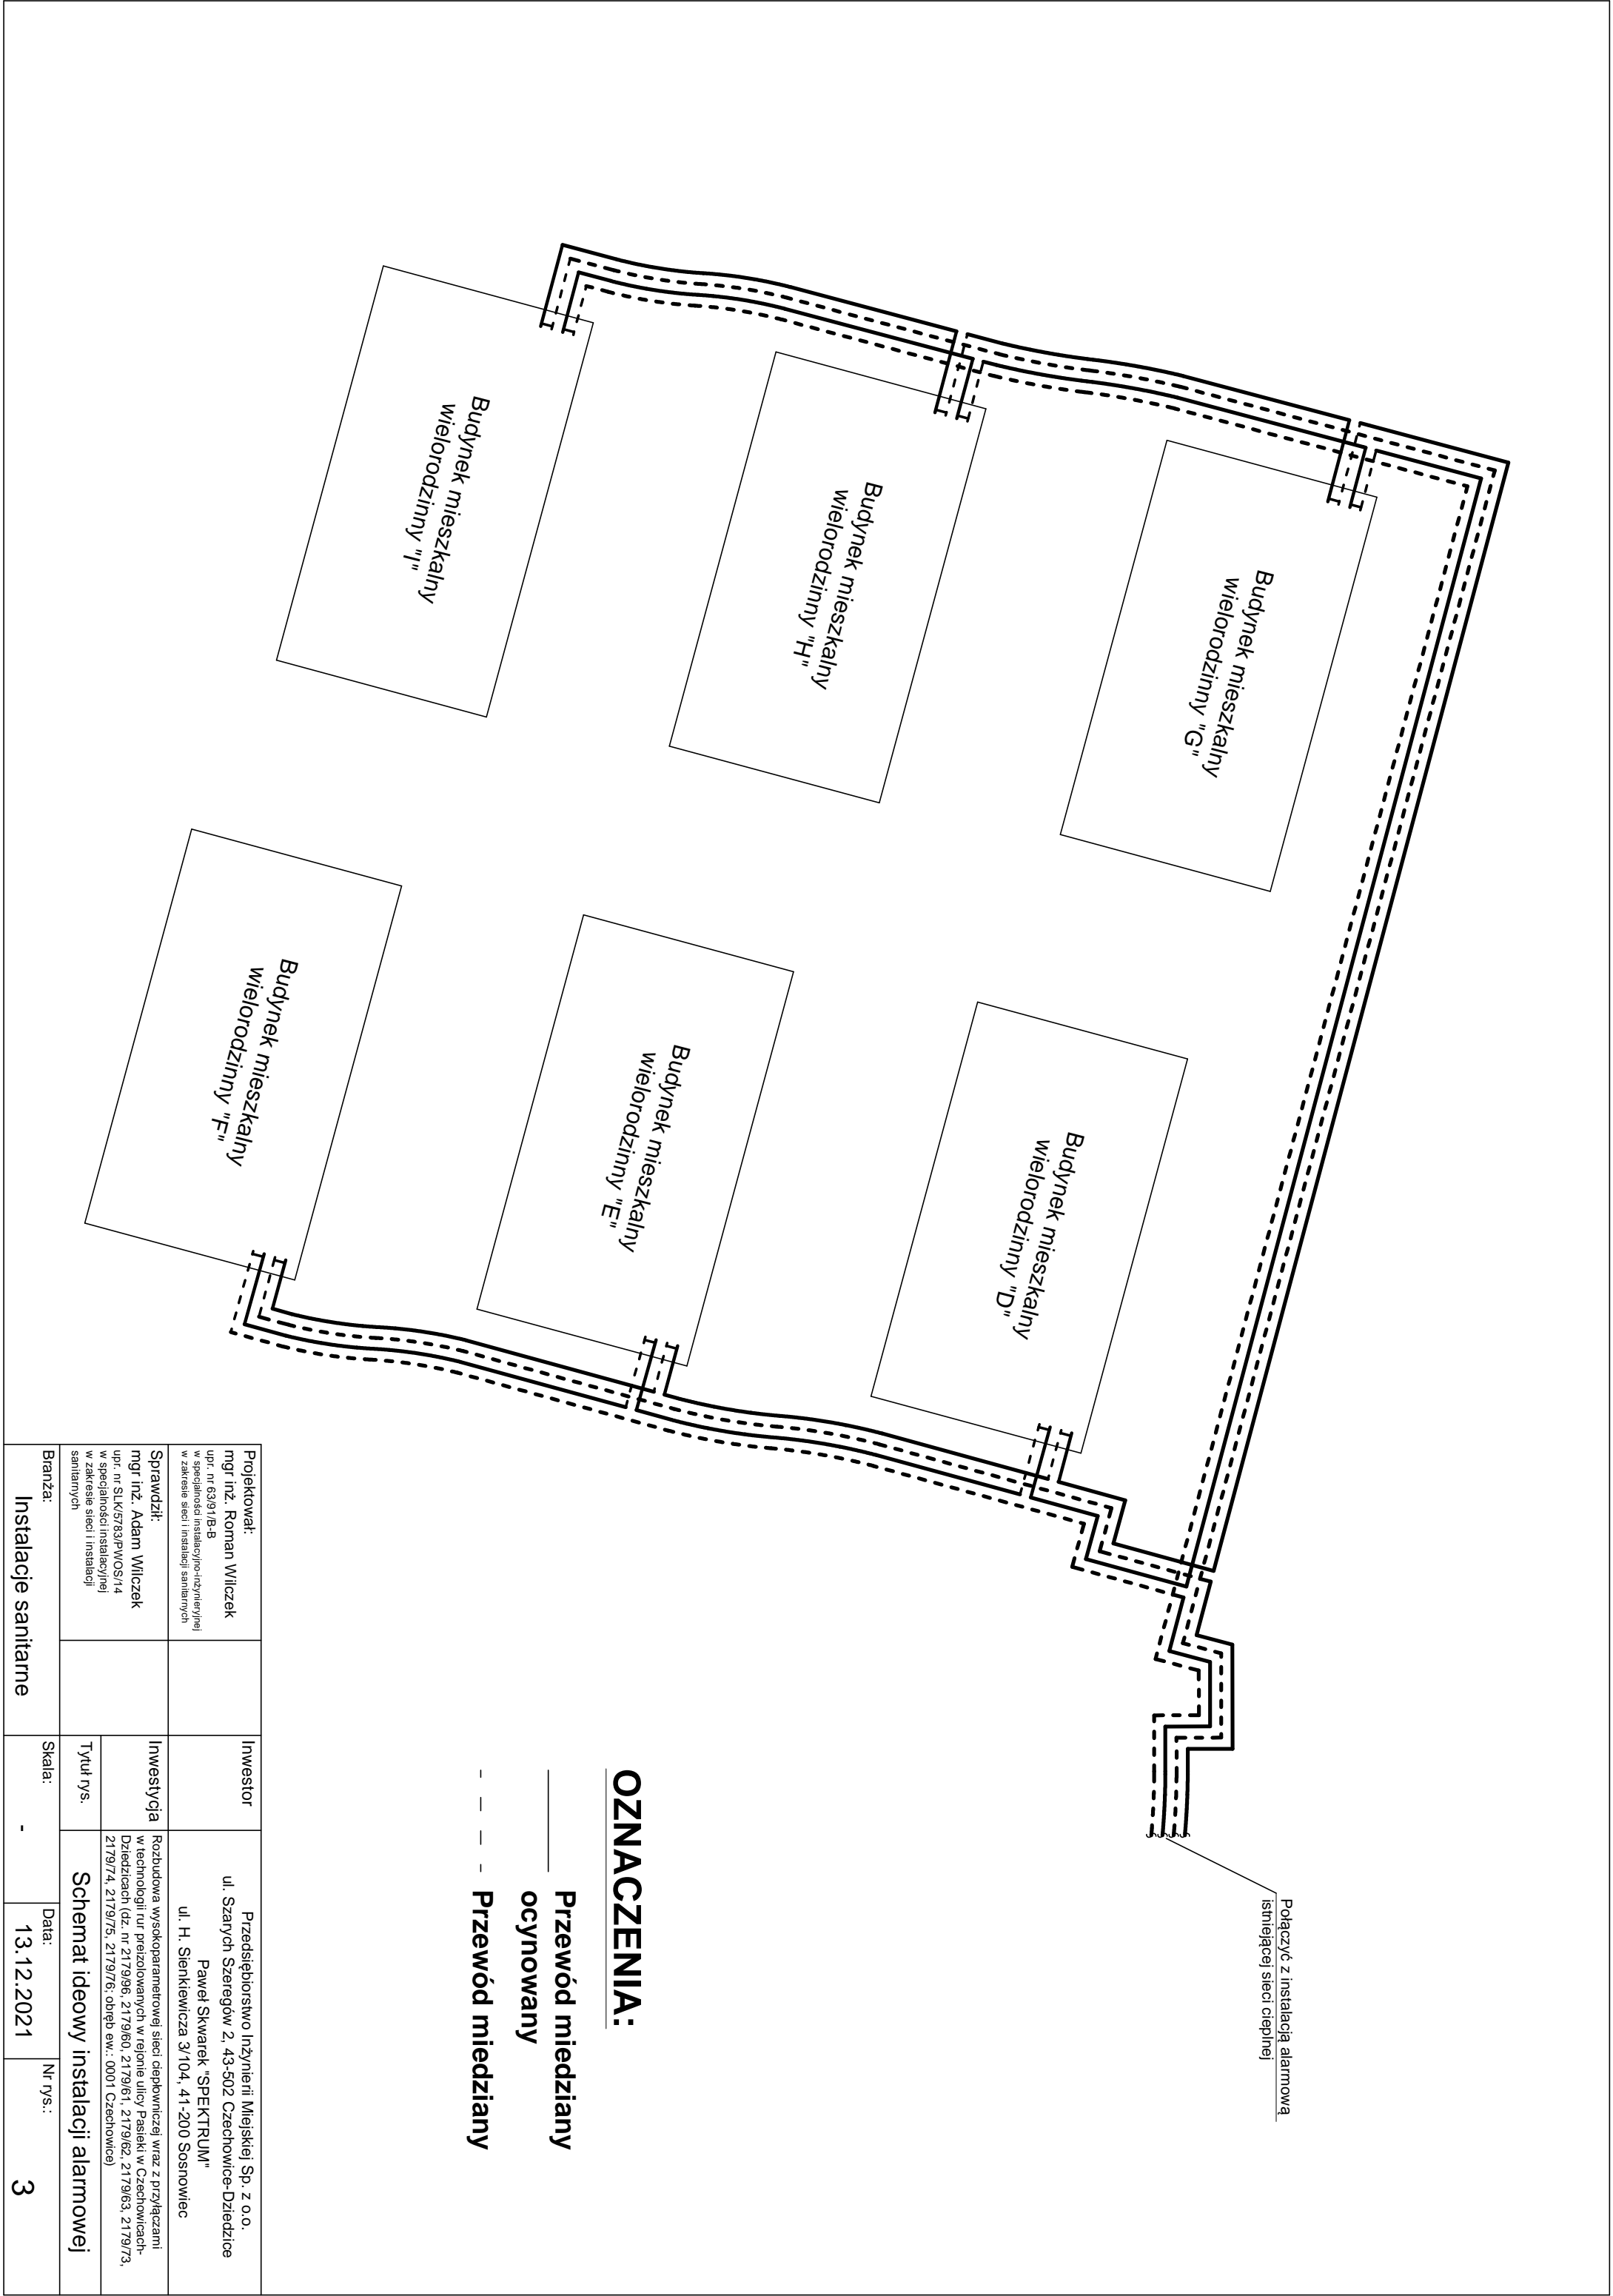 Budynek mieszkalny
wielorodzinny "I"
Budynek mieszkalny
wielorodzinny "H"
Budynek mieszkalny
wielorodzinny "G"
Budynek mieszkalny
wielorodzinny "F"
Budynek mieszkalny
wielorodzinny "E"
Budynek mieszkalny
wielorodzinny "D"
Połączyć z instalacją alarmową
istniejącej sieci cieplnej
OZNACZENIA:
Przewód miedziany
ocynowany
Przewód miedziany
Projektował:
mgr inż. Roman Wilczek
upr. nr 63/91/B-B
w specjalności instalacyjno-inżynieryjnej
w zakresie sieci i instalacji sanitarnych
Sprawdził:
mgr inż. Adam Wilczek
upr. nr SLK/5783/PWOS/14
w specjalności instalacyjnej
w zakresie sieci i instalacji
sanitarnych
Inwestor
Przedsiębiorstwo Inżynierii Miejskiej Sp. z o.o.
ul. Szarych Szeregów 2, 43-502 Czechowice-Dziedzice
Paweł Skwarek "SPEKTRUM"
ul. H. Sienkiewicza 3/104, 41-200 Sosnowiec
Inwestycja
Rozbudowa wysokoparametrowej sieci ciepłowniczej wraz z przyłączami
w technologii rur preizolowanych w rejonie ulicy Pasieki w Czechowicach-
Dziedzicach (dz. nr 2179/96, 2179/60, 2179/61, 2179/62, 2179/63, 2179/73,
2179/74, 2179/75, 2179/76; obręb ew.: 0001 Czechowice)
Tytuł rys.
Schemat ideowy instalacji alarmowej
Branża:
Instalacje sanitarne
Skala:
-
Data:
13.12.2021
Nr rys.:
3